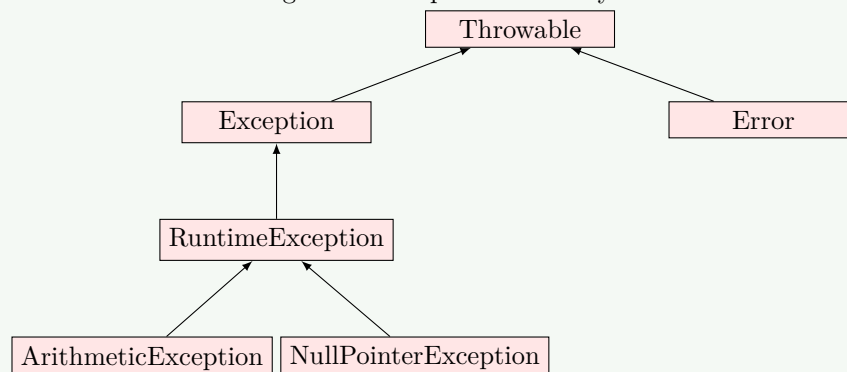 Throwable
Exception
Error
RuntimeException
ArithmeticException
NullPointerException